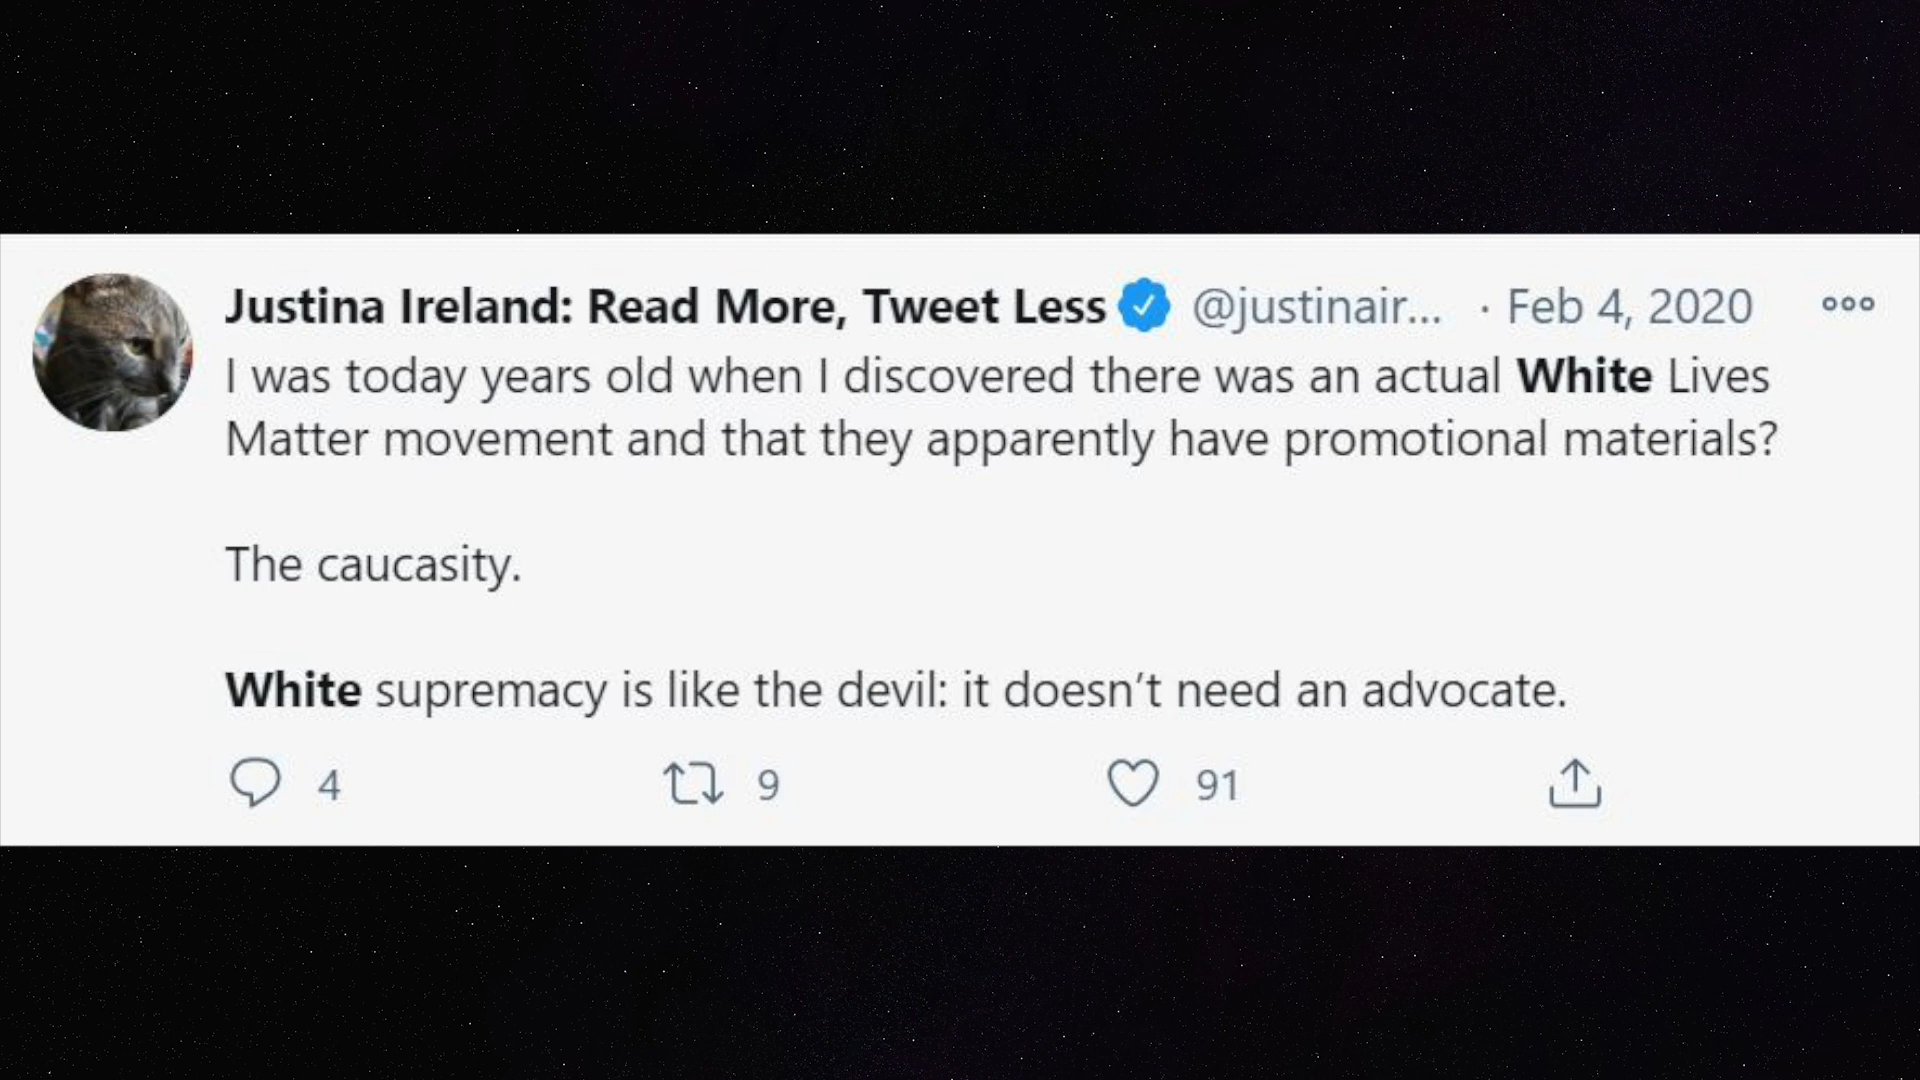 Justina Ireland: Read More, Tweet Less @justinair... · Feb 4, 2020
I was today years old when I discovered there was an actual White Lives
Matter movement and that they apparently have promotional materials?
The caucasity.
White supremacy is like the devil: it doesn’t need an advocate.
4 9 91